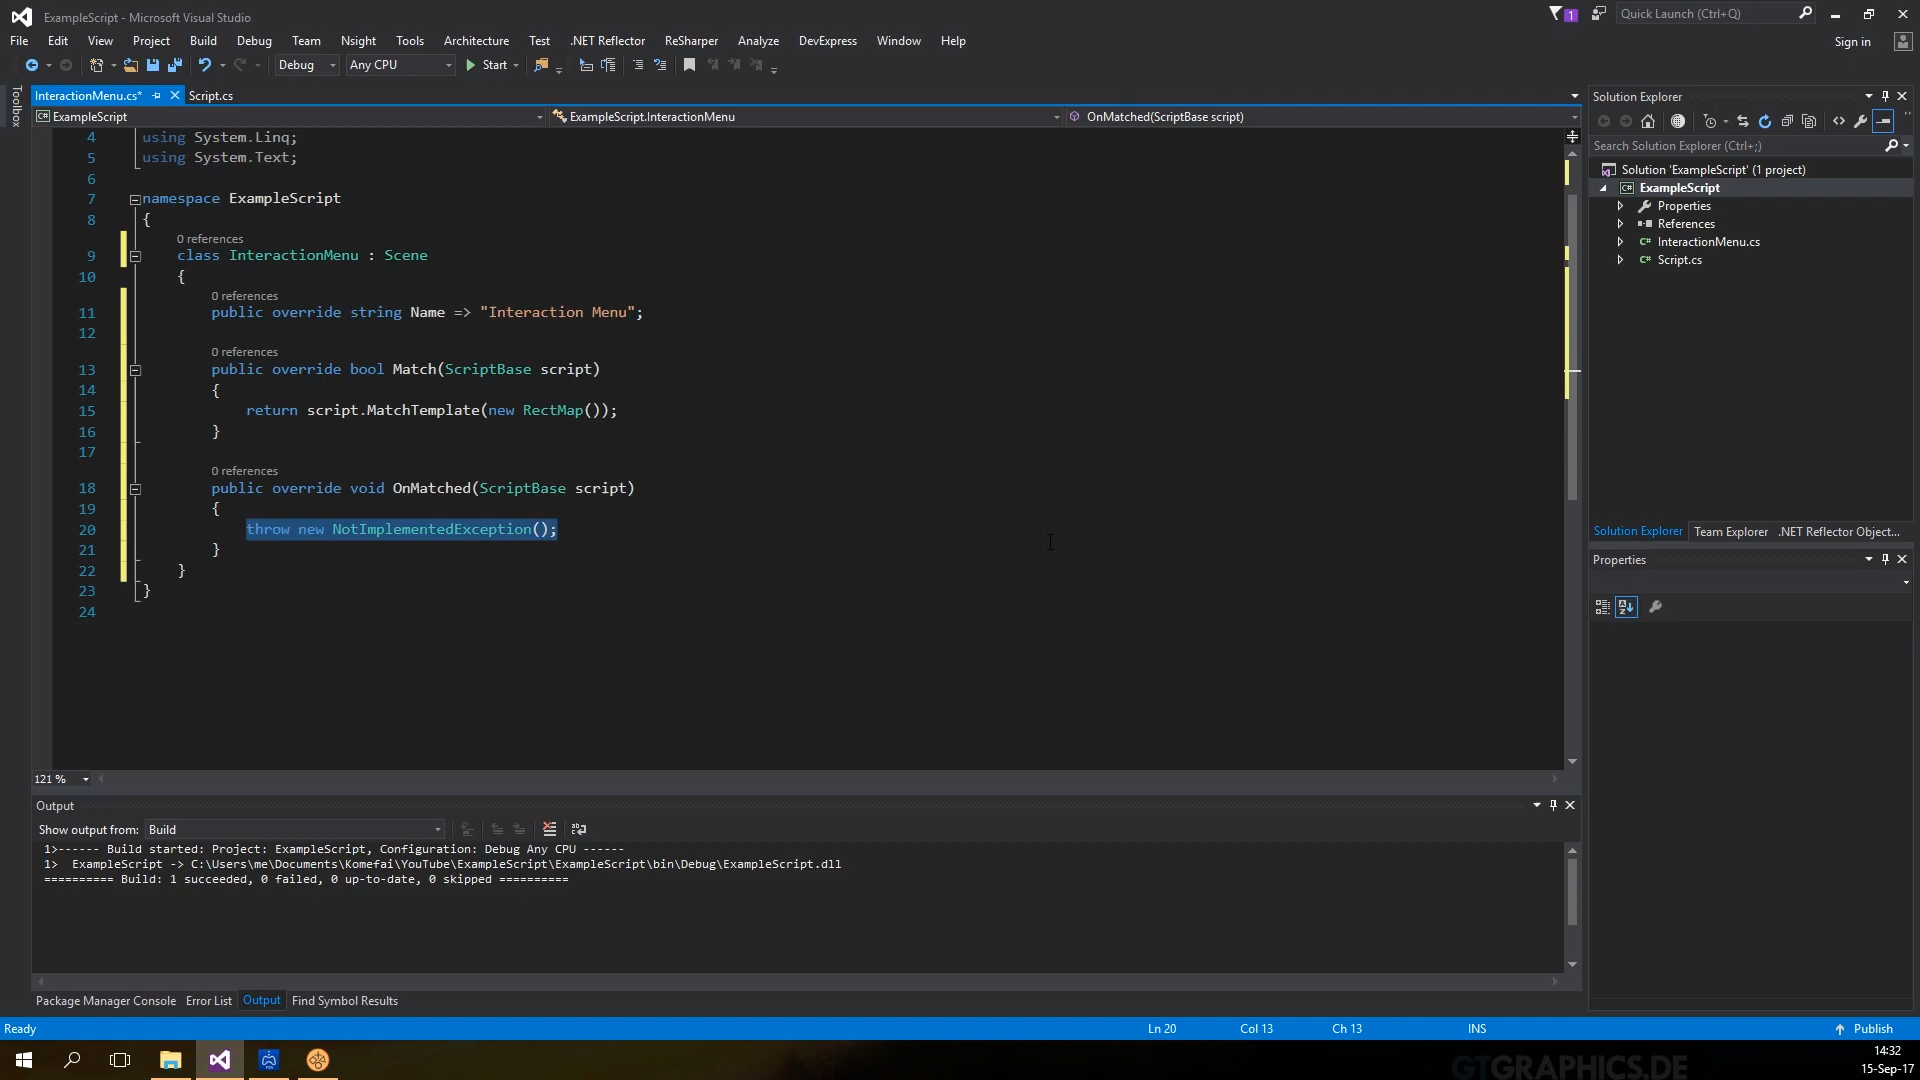 ExampleScript - Microsoft Visual Studio
1
Quick Launch (Ctrl+Q)
File Edit View Project Build Debug Team Nsight Tools Architecture Test .NET Reflector ReSharper Analyze DevExpress Window Help
Sign in
Debug Any CPU Start
Toolbox
InteractionMenu.cs* Script.cs
ExampleScript ExampleScript.InteractionMenu OnMatched(ScriptBase script)
4 using System.Linq;
5 using System.Text;
6
7 namespace ExampleScript
8 {
0 references
9 class InteractionMenu : Scene
10 {
0 references
11 public override string Name => "Interaction Menu";
12
0 references
13 public override bool Match(ScriptBase script)
14 {
15 return script.MatchTemplate(new RectMap());
16 }
17
0 references
18 public override void OnMatched(ScriptBase script)
19 {
20 throw new NotImplementedException();
21 }
22 }
23 }
24
121 %
Output
Show output from: Build
1>------ Build started: Project: ExampleScript, Configuration: Debug Any CPU ------
1>  ExampleScript -> C:\Users\me\Documents\Komefai\YouTube\ExampleScript\ExampleScript\bin\Debug\ExampleScript.dll
========== Build: 1 succeeded, 0 failed, 0 up-to-date, 0 skipped ==========
Package Manager Console Error List Output Find Symbol Results
Solution Explorer
Search Solution Explorer (Ctrl+;)
Solution 'ExampleScript' (1 project)
ExampleScript
Properties
References
InteractionMenu.cs
Script.cs
Solution Explorer Team Explorer .NET Reflector Object...
Properties
Ready Ln 20 Col 13 Ch 13 INS Publish
GTGRAPHICS.DE
14:32
15-Sep-17